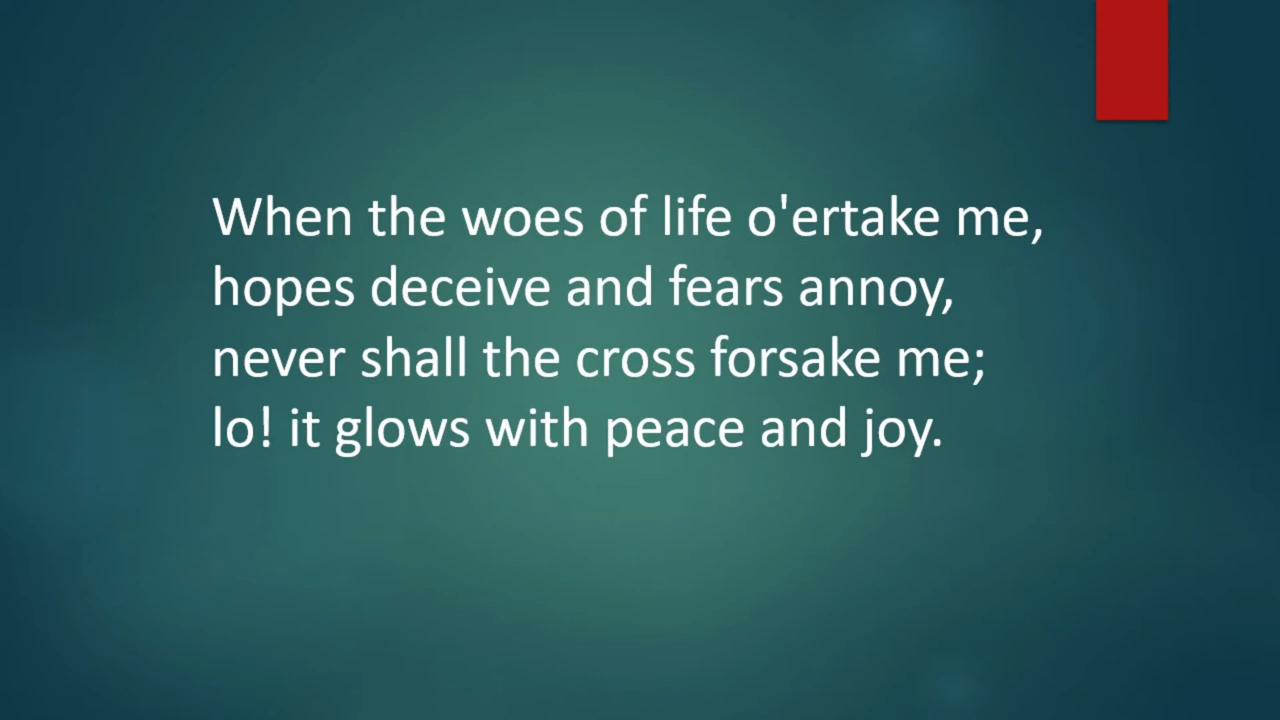 When the woes of life o'ertake me,
hopes deceive and fears annoy,
never shall the cross forsake me;
lo! it glows with peace and joy.